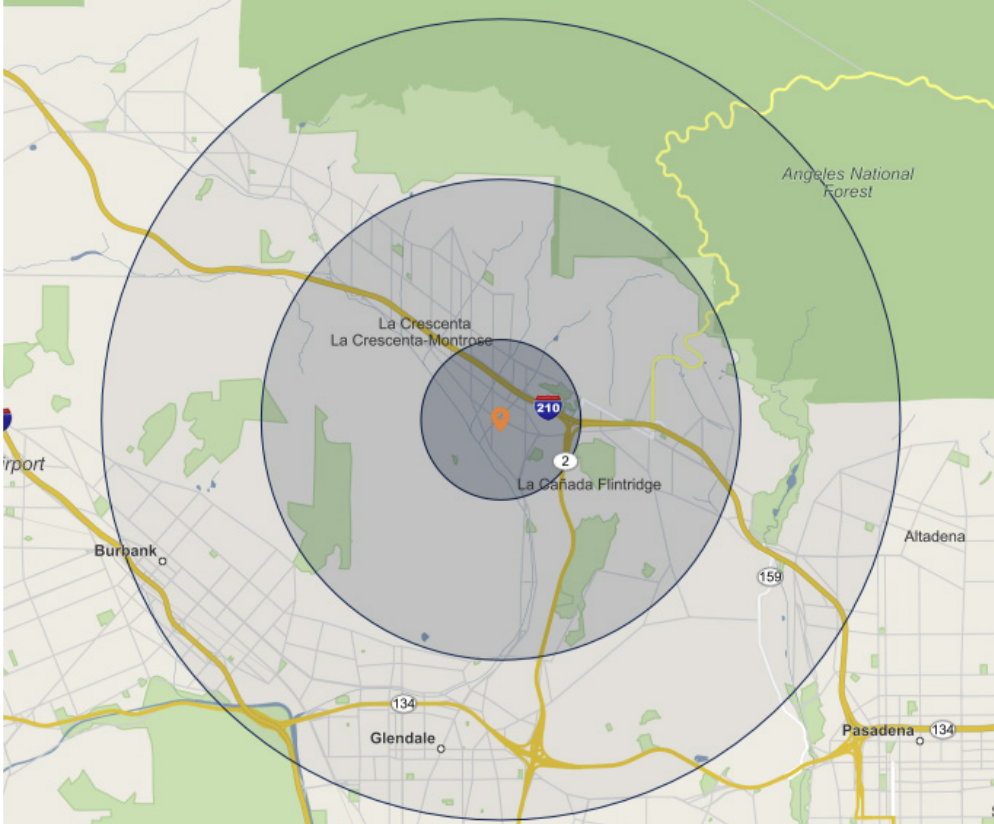 Angeles National
Forest
La Crescenta
La Crescenta-Montrose
210
2
irport
La Cañada Flintridge
Altadena
Burbank
159
134
Glendale
Pasadena
134